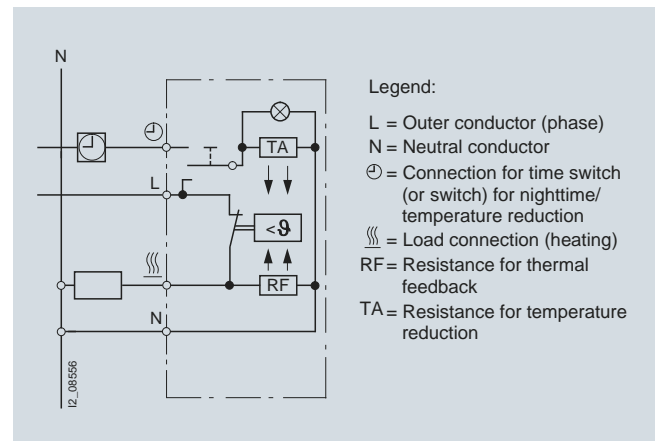 N
Legend:
L = Outer conductor (phase)
N = Neutral conductor
= Connection for time switch
(or switch) for nighttime/
temperature reduction
= Load connection (heating)
RF = Resistance for thermal
feedback
TA = Resistance for temperature
reduction
TA
L
<ϑ
RF
N
I2_08556